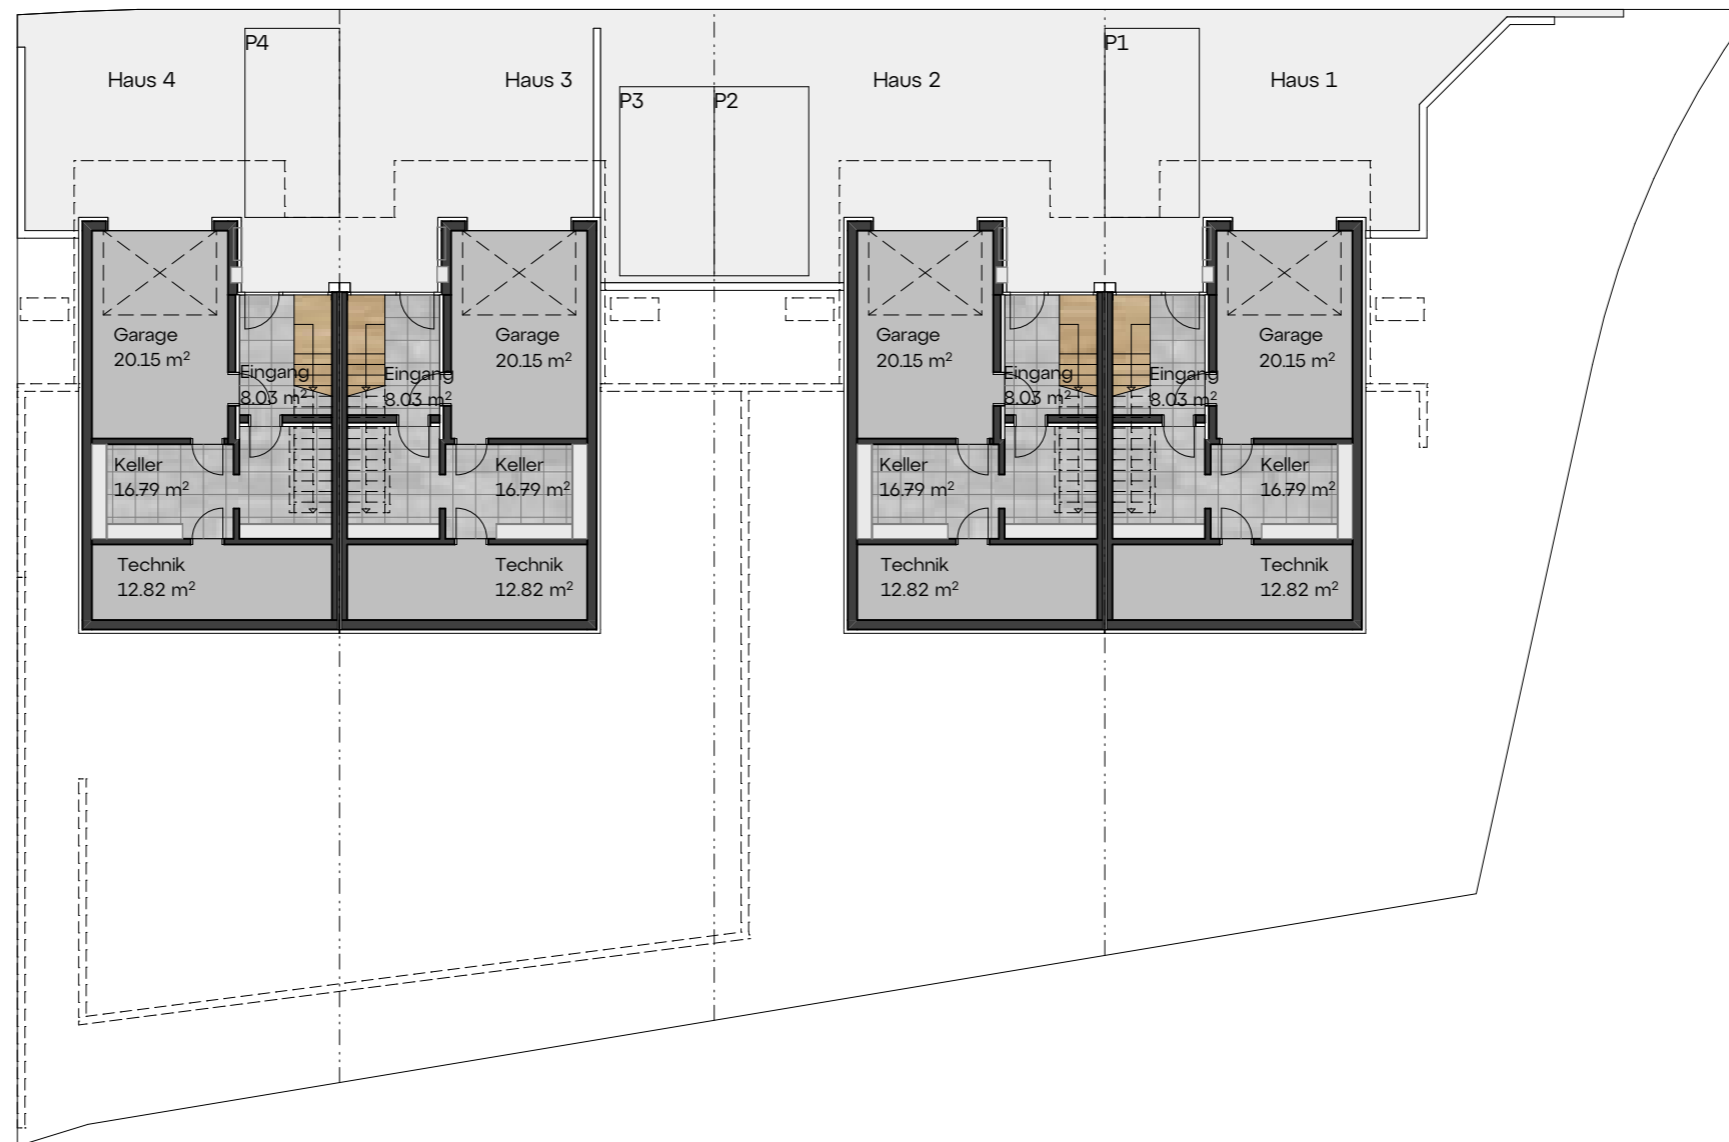 P4
P1
Haus 4
Haus 3
Haus 2
Haus 1
P3
P2
Garage
20.15 m²
Garage
20.15 m²
Garage
20.15 m²
Garage
20.15 m²
Eingang
8.03 m²
Eingang
8.03 m²
Eingang
8.03 m²
Eingang
8.03 m²
Keller
16.79 m²
Keller
16.79 m²
Keller
16.79 m²
Keller
16.79 m²
Technik
12.82 m²
Technik
12.82 m²
Technik
12.82 m²
Technik
12.82 m²